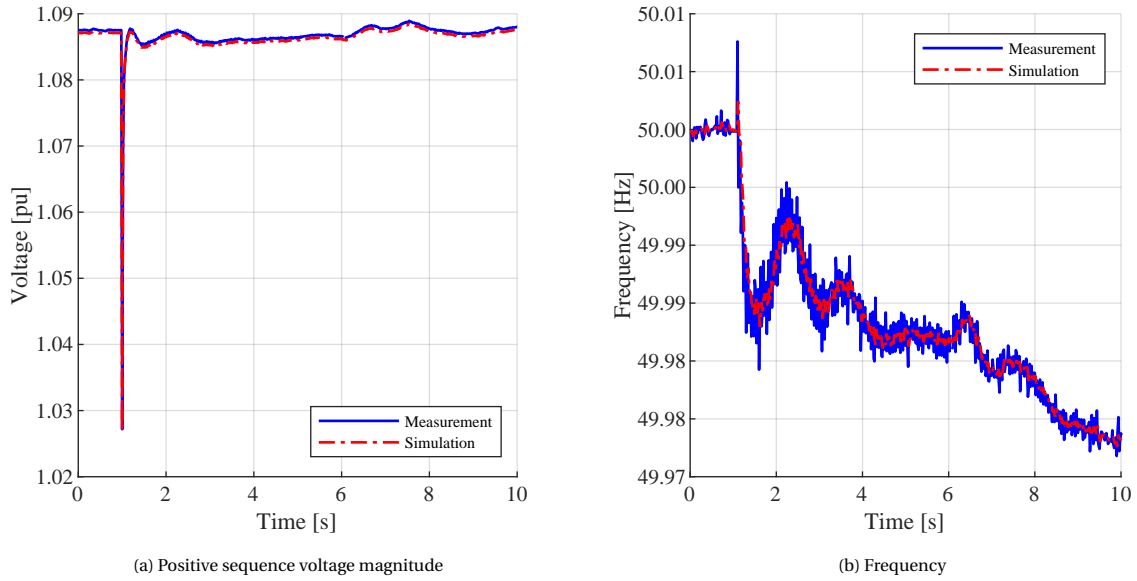 1.09
1.08
1.07
1.06
1.05
1.04
1.03
1.02
Voltage [pu]
0 2 4 6 8 10
Time [s]
Measurement
Simulation
(a) Positive sequence voltage magnitude
50.01
50.01
50.00
50.00
49.99
49.99
49.98
49.98
49.97
Frequency [Hz]
0 2 4 6 8 10
Time [s]
Measurement
Simulation
(b) Frequency